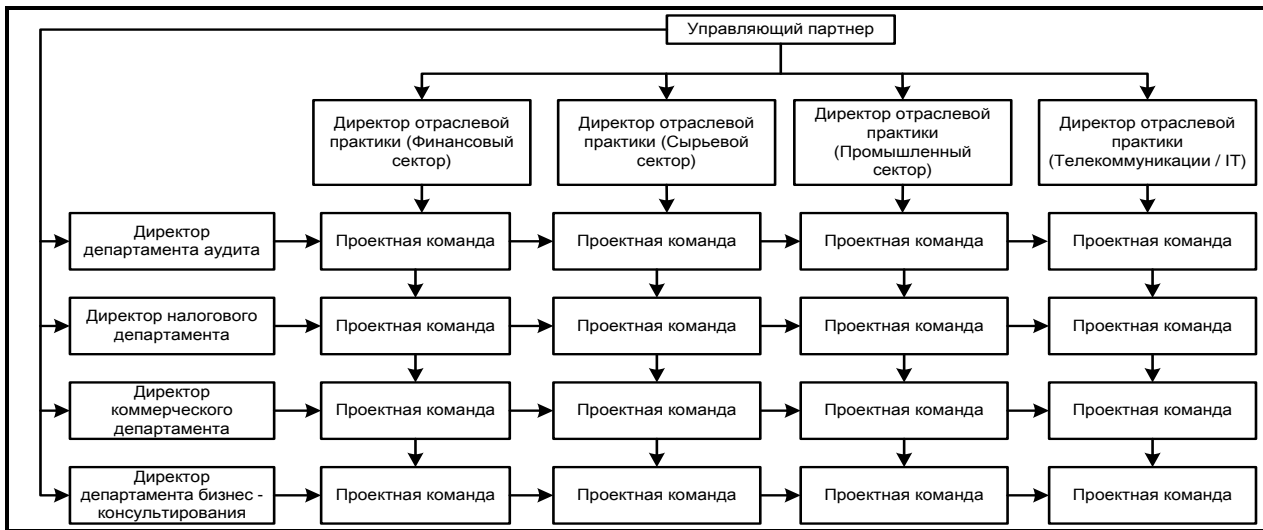 Управляющий партнер
Директор отраслевой
практики (Финансовый
сектор)
Директор отраслевой
практики (Сырьевой
сектор)
Директор отраслевой
практики
(Промышленный
сектор)
Директор отраслевой
практики
(Телекоммуникации / IT)
Директор
департамента аудита
Проектная команда
Проектная команда
Проектная команда
Проектная команда
Директор налогового
департамента
Проектная команда
Проектная команда
Проектная команда
Проектная команда
Директор
коммерческого
департамента
Проектная команда
Проектная команда
Проектная команда
Проектная команда
Директор
департамента бизнес -
консультирования
Проектная команда
Проектная команда
Проектная команда
Проектная команда